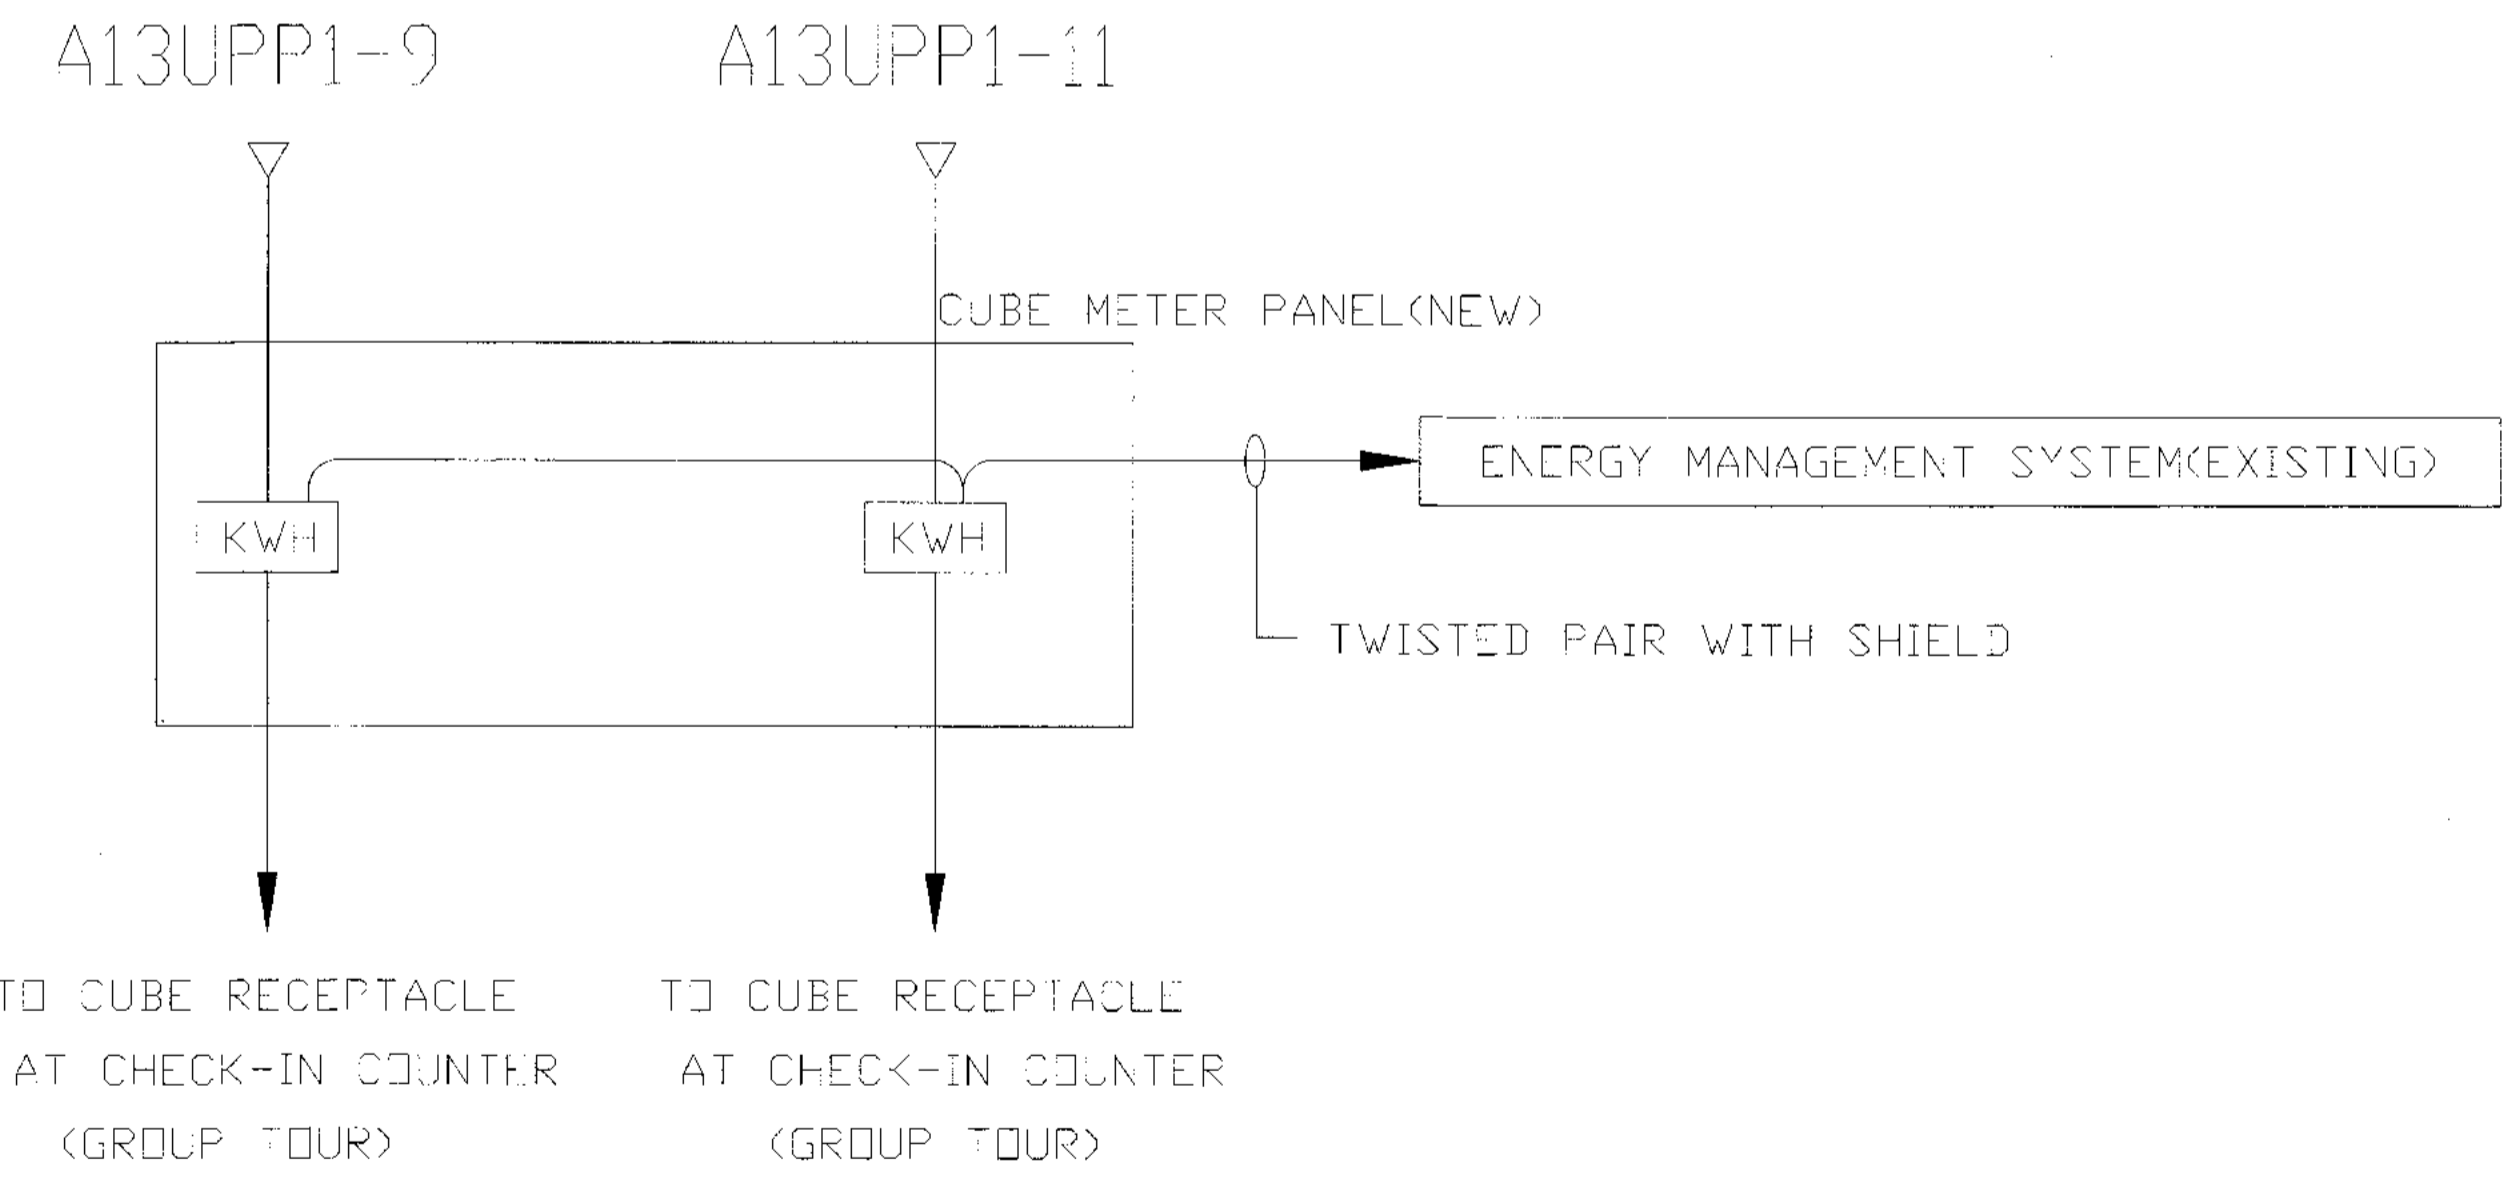 A13UPP1-9
A13UPP1-11
CUBE METER PANEL(NEW)
ENERGY MANAGEMENT SYSTEM(EXISTING)
KWH
KWH
TWISTED PAIR WITH SHIELD
TO CUBE RECEPTACLE
AT CHECK-IN COUNTER
(GROUP TOUR)
TO CUBE RECEPTACLE
AT CHECK-IN COUNTER
(GROUP TOUR)